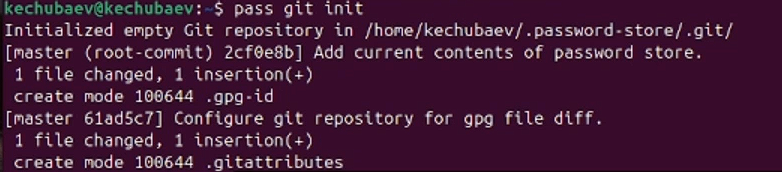 kechubaev@kechubaev:~$ pass git init
Initialized empty Git repository in /home/kechubaev/.password-store/.git/
[master (root-commit) 2cf0e8b] Add current contents of password store.
 1 file changed, 1 insertion(+)
 create mode 100644 .gpg-id
[master 61ad5c7] Configure git repository for gpg file diff.
 1 file changed, 1 insertion(+)
 create mode 100644 .gitattributes